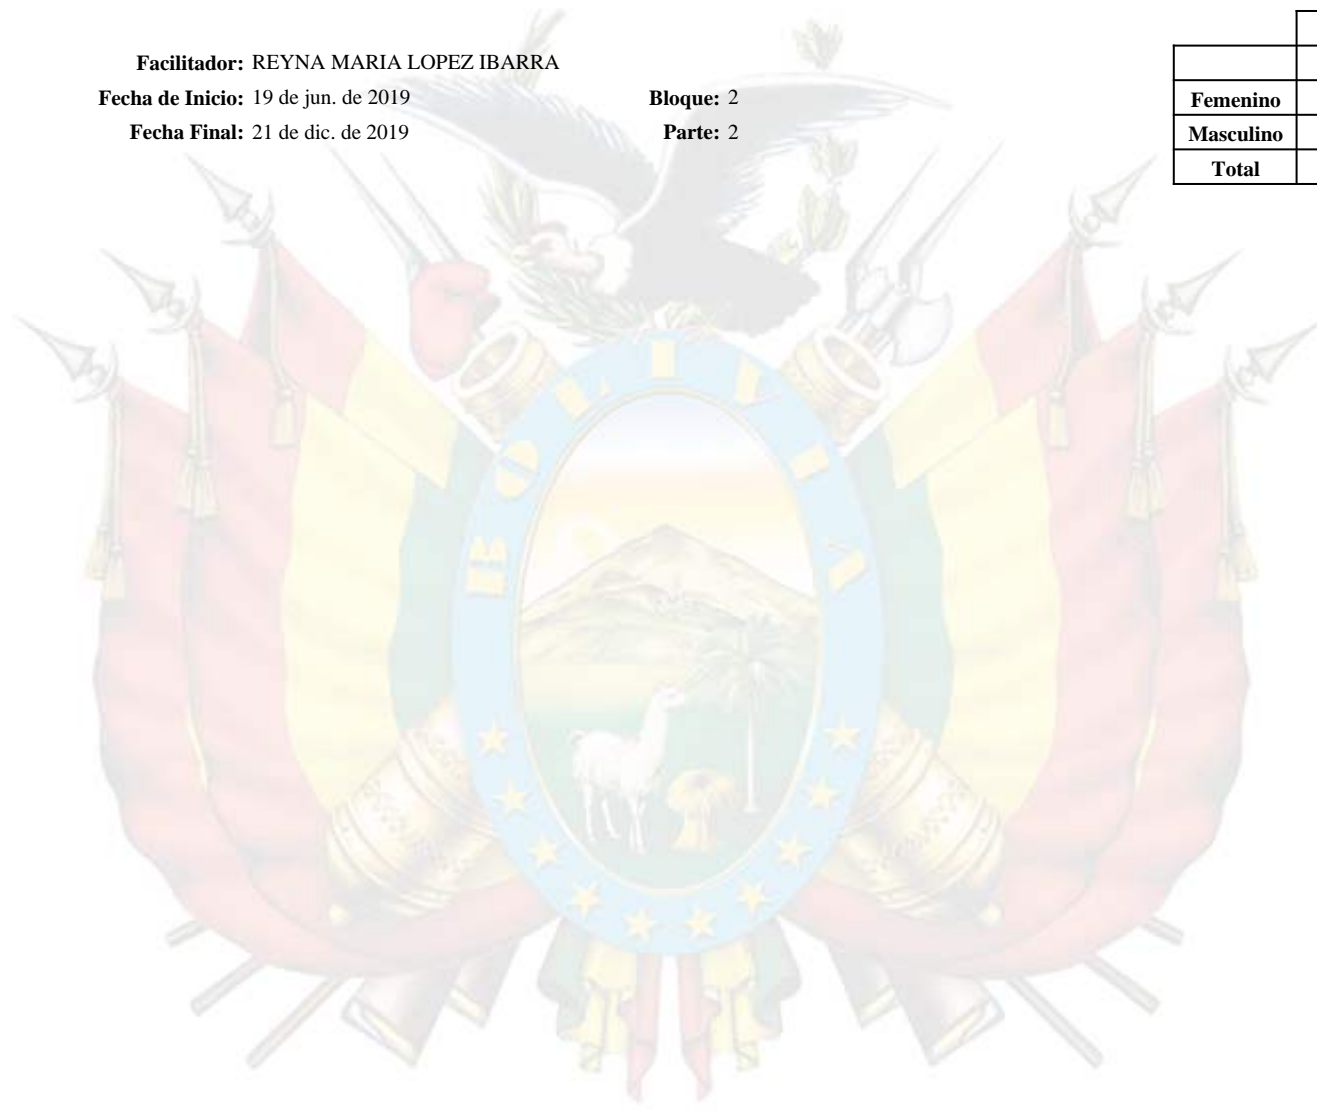 Facilitador: REYNA MARIA LOPEZ IBARRA
Fecha de Inicio: 19 de jun. de 2019 Bloque: 2
Fecha Final: 21 de dic. de 2019 Parte: 2
Femenino
Masculino
Total
BOLIVIA